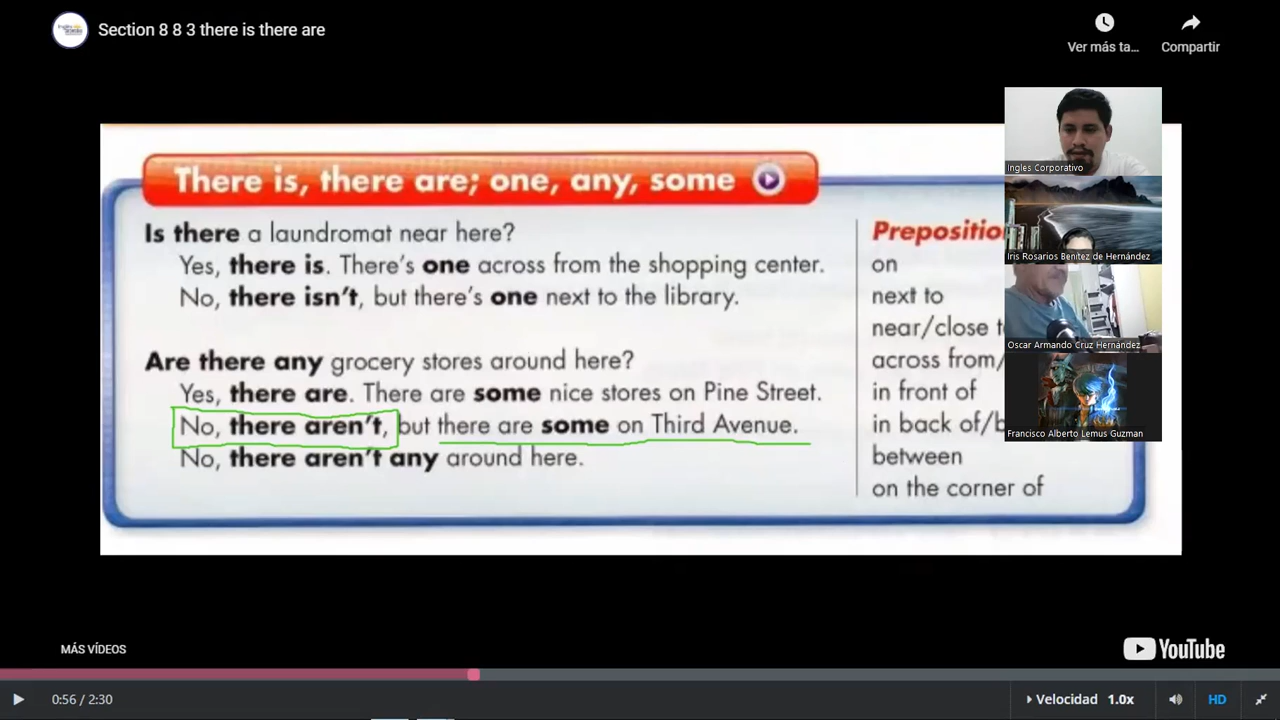 Section 8 8 3 there is there are
Ver más ta...
Compartir
There is, there are; one, any, some
Is there a laundromat near here?
Yes, there is. There's one across from the shopping center.
No, there isn't, but there's one next to the library.
Are there any grocery stores around here?
Yes, there are. There are some nice stores on Pine Street.
No, there aren't, but there are some on Third Avenue.
No, there aren't any around here.
Prepositio
on
next to
near/close t
across from/
in front of
in back of/b
between
on the corner of
Ingles Corporativo
Iris Rosarios Benítez de Hernández
Oscar Armando Cruz Hernández
Francisco Alberto Lemus Guzman
MÁS VÍDEOS
YouTube
0:56 / 2:30
Velocidad 1.0x
HD